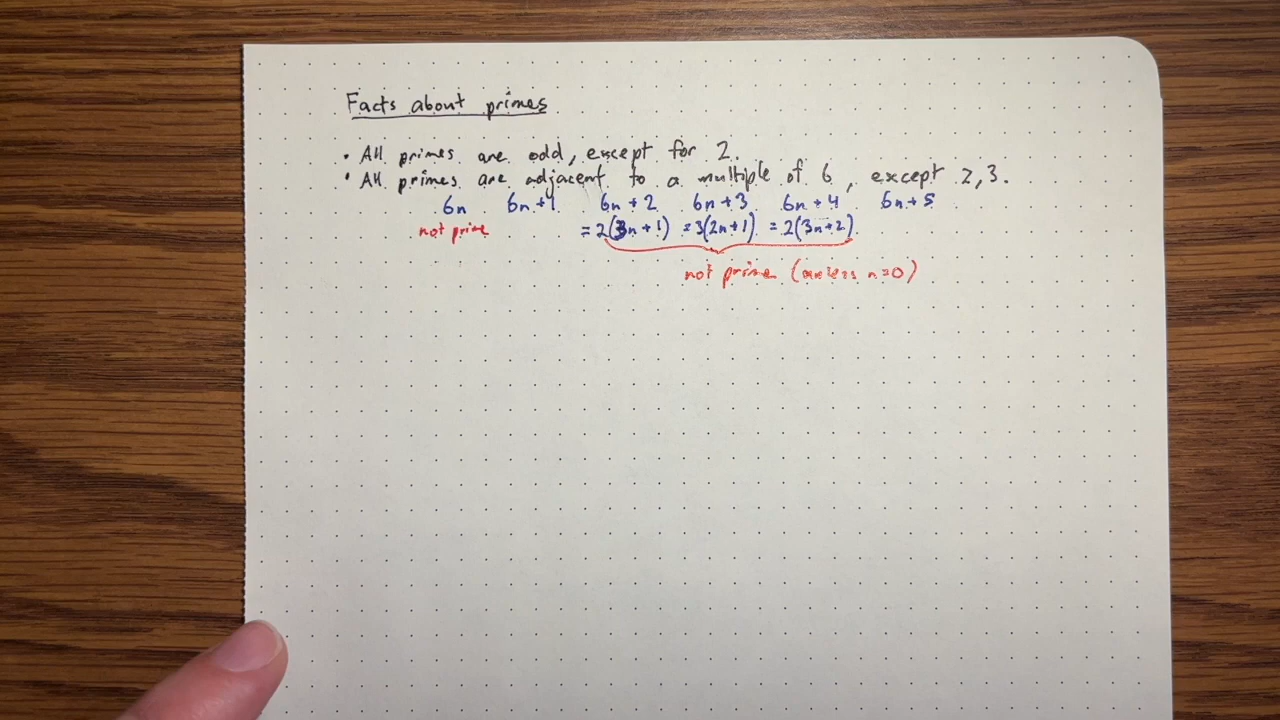 Facts about primes
• All primes are odd, except for 2.
• All primes are adjacent to a multiple of 6, except 2, 3.
6n 6n+1 6n+2 6n+3 6n+4 6n+5
not prime =2(3n+1) =3(2n+1) =2(3n+2)
not prime (unless n=0)